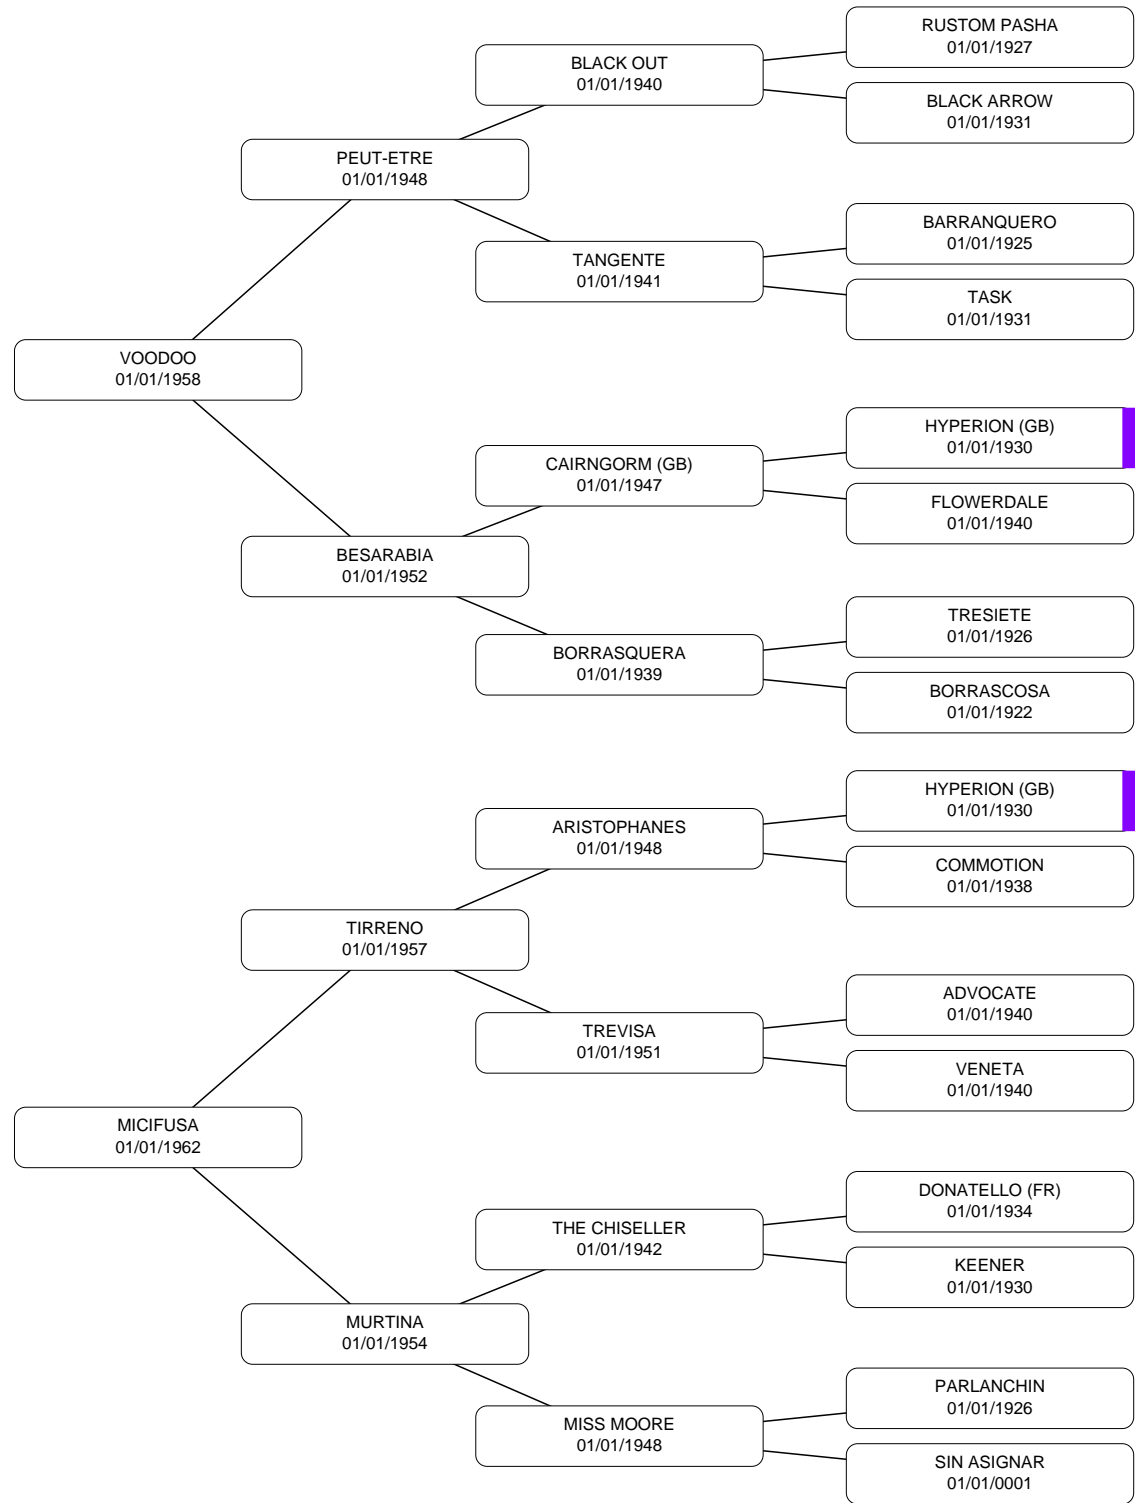 RUSTOM PASHA
01/01/1927
BLACK OUT
01/01/1940
BLACK ARROW
01/01/1931
PEUT-ETRE
01/01/1948
BARRANQUERO
01/01/1925
TANGENTE
01/01/1941
TASK
01/01/1931
VOODOO
01/01/1958
HYPERION (GB)
01/01/1930
CAIRNGORM (GB)
01/01/1947
FLOWERDALE
01/01/1940
BESARABIA
01/01/1952
TRESIETE
01/01/1926
BORRASQUERA
01/01/1939
BORRASCOSA
01/01/1922
HYPERION (GB)
01/01/1930
ARISTOPHANES
01/01/1948
COMMOTION
01/01/1938
TIRRENO
01/01/1957
ADVOCATE
01/01/1940
TREVISA
01/01/1951
VENETA
01/01/1940
MICIFUSA
01/01/1962
DONATELLO (FR)
01/01/1934
THE CHISELLER
01/01/1942
KEENER
01/01/1930
MURTINA
01/01/1954
PARLANCHIN
01/01/1926
MISS MOORE
01/01/1948
SIN ASIGNAR
01/01/0001